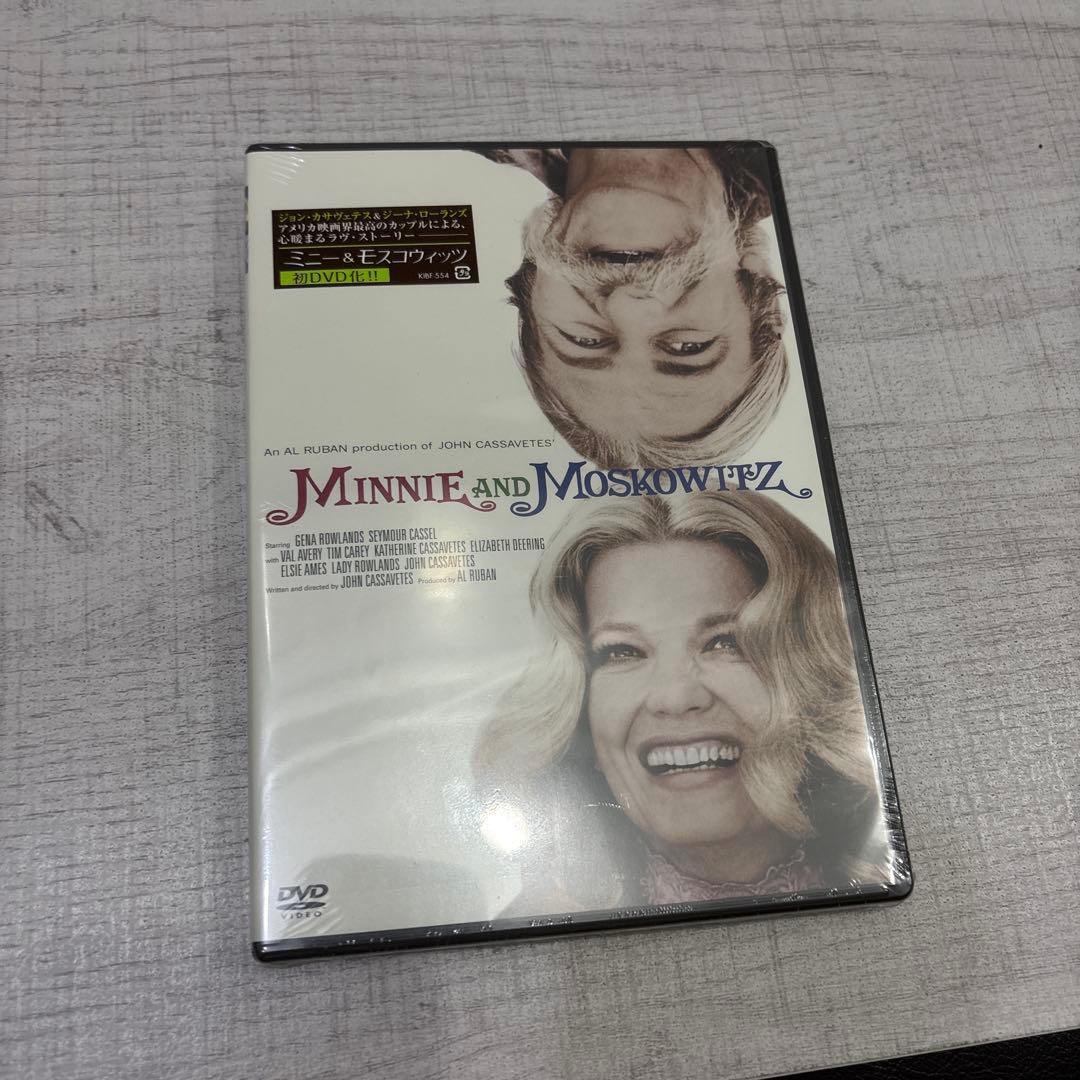 ジョン・カサヴェテス&ジーナ・ローランズ
アメリカ映画界最高のカップルによる、
心暖まるラヴ・ストーリー
ミニー&モスコウィッツ
初DVD化!!
KIBF-554
An AL RUBAN production of JOHN CASSAVETES'
MINNIE AND MOSKOWITZ
Starring GENA ROWLANDS SEYMOUR CASSEL
with VAL AVERY TIM CAREY KATHERINE CASSAVETES ELIZABETH DEERING
ELSIE AMES LADY ROWLANDS JOHN CASSAVETES
Written and directed by JOHN CASSAVETES Produced by AL RUBAN
DVD
VIDEO